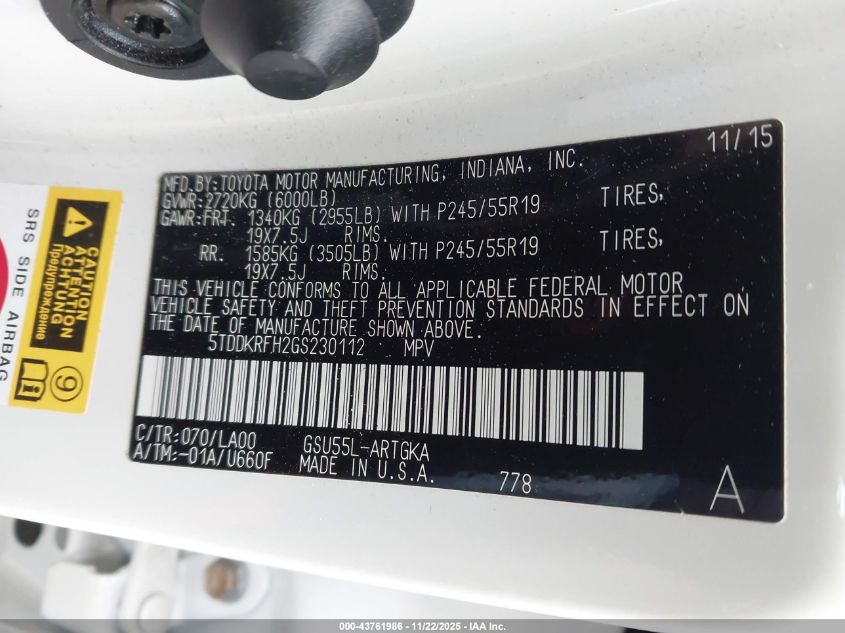 11/15
MFD.BY:TOYOTA MOTOR MANUFACTURING, INDIANA, INC.
GVWR:2720KG (6000LB)
GAWR:FRT. 1340KG (2955LB) WITH P245/55R19 TIRES,
19X7.5J RIMS.
RR. 1585KG (3505LB) WITH P245/55R19 TIRES,
19X7.5J RIMS.
THIS VEHICLE CONFORMS TO ALL APPLICABLE FEDERAL MOTOR
VEHICLE SAFETY AND THEFT PREVENTION STANDARDS IN EFFECT ON
THE DATE OF MANUFACTURE SHOWN ABOVE.
5TDDKRFH2GS230112 MPV
C/TR:070/LA00 GSU55L-ARTGKA
A/TM:-01A/U660F MADE IN U.S.A.
778
A
SRS SIDE AIRBAG
CAUTION
ATTENTION
ACHTUNG
Предупреждение
9
000-43761986 - 11/22/2025 - IAA Inc.